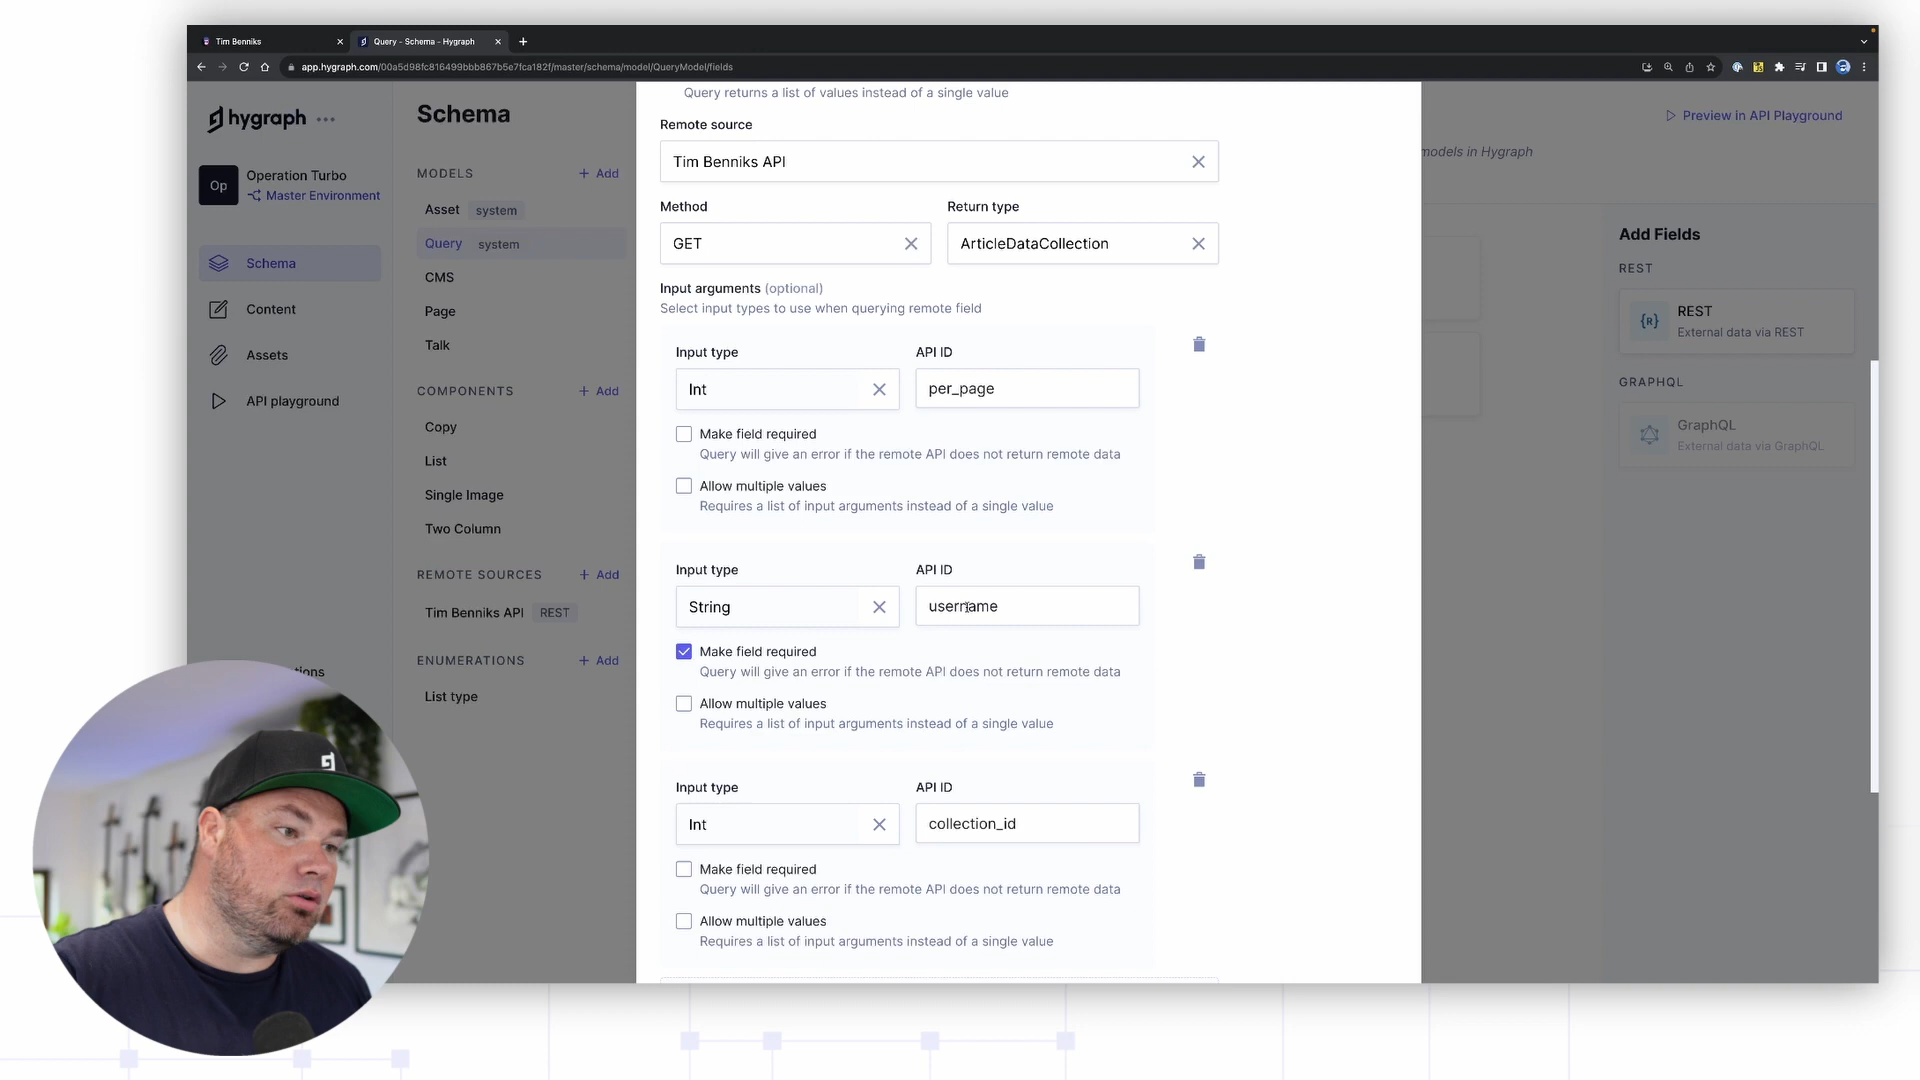 Tim Benniks
Query - Schema - Hygraph
app.hygraph.com/00a5d98fc816499bbb867b5e7fca182f/master/schema/model/QueryModel/fields
hygraph
Op
Operation Turbo
Master Environment
Schema
Content
Assets
API playground
Schema
MODELS
+ Add
Asset system
Query system
CMS
Page
Talk
COMPONENTS
+ Add
Copy
List
Single Image
Two Column
REMOTE SOURCES
+ Add
Tim Benniks API REST
ENUMERATIONS
+ Add
List type
Query returns a list of values instead of a single value
Remote source
Tim Benniks API
Method
Return type
GET
ArticleDataCollection
Input arguments (optional)
Select input types to use when querying remote field
Input type
API ID
Int
per_page
Make field required
Query will give an error if the remote API does not return remote data
Allow multiple values
Requires a list of input arguments instead of a single value
Input type
API ID
String
username
Make field required
Query will give an error if the remote API does not return remote data
Allow multiple values
Requires a list of input arguments instead of a single value
Input type
API ID
Int
collection_id
Make field required
Query will give an error if the remote API does not return remote data
Allow multiple values
Requires a list of input arguments instead of a single value
Preview in API Playground
models in Hygraph
Add Fields
REST
{R}
REST
External data via REST
GRAPHQL
GraphQL
External data via GraphQL